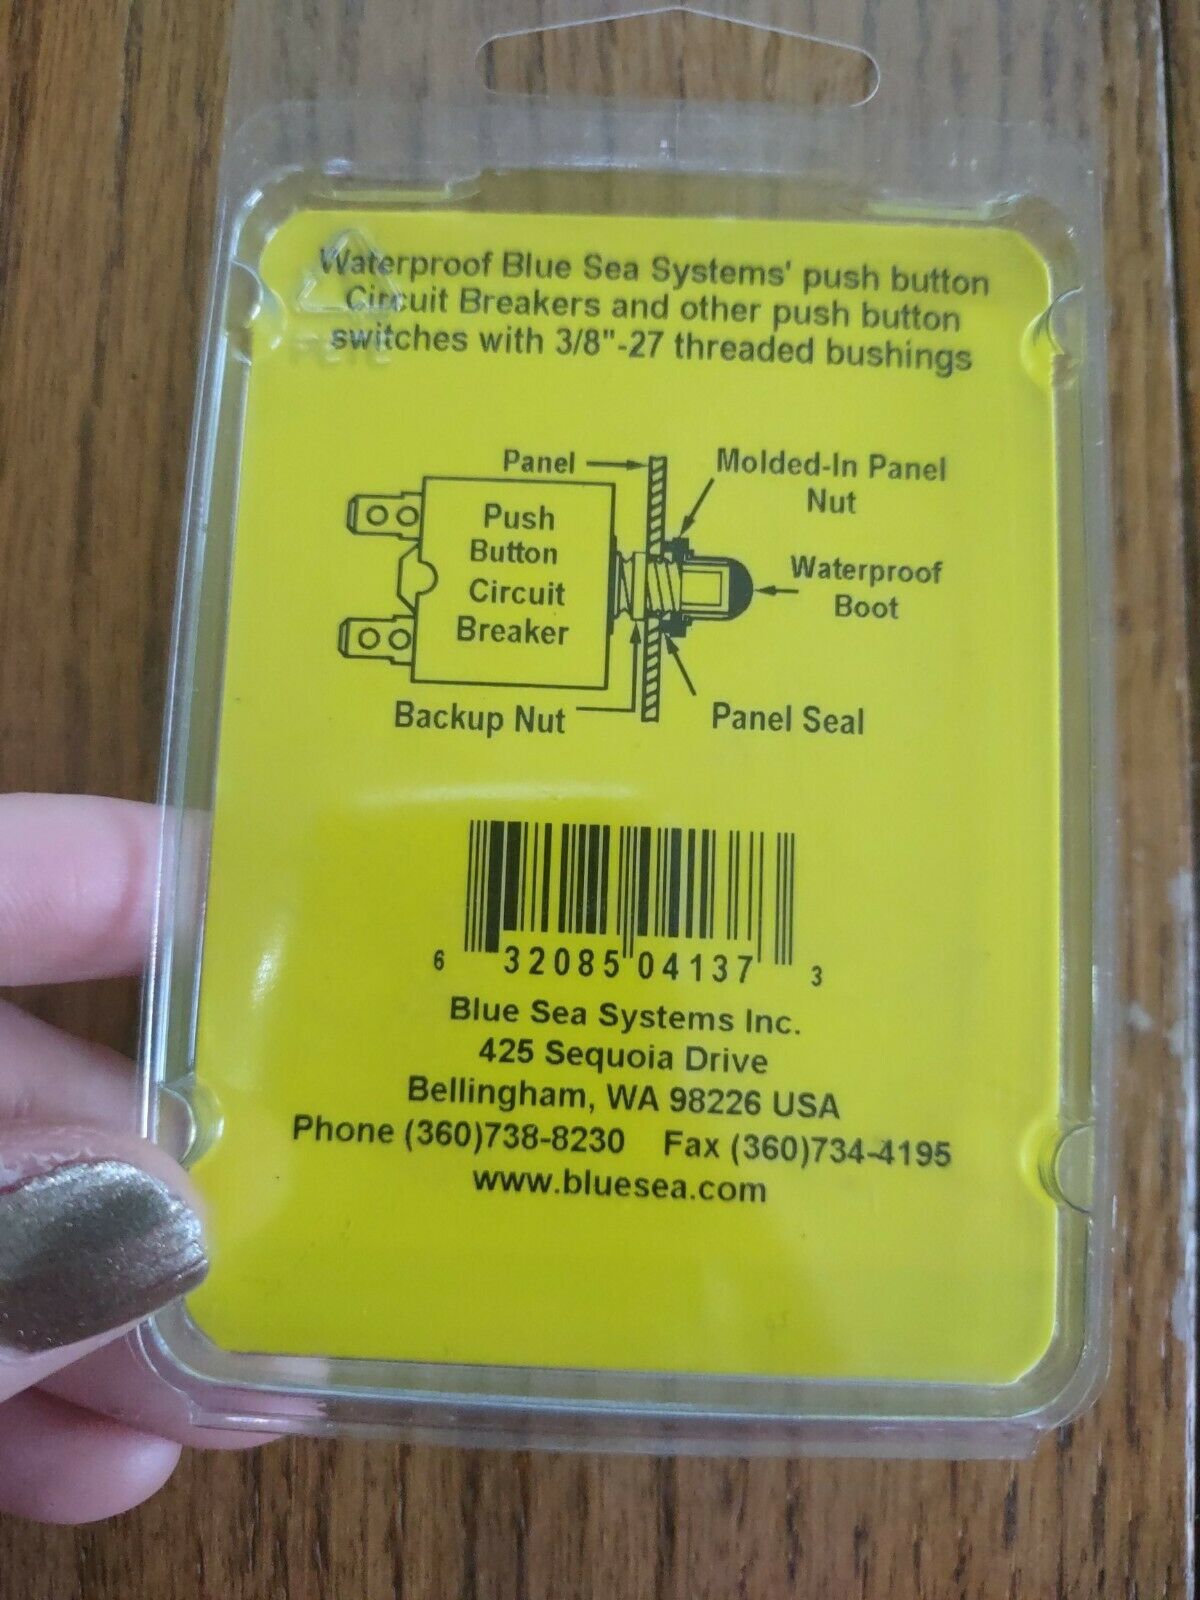 Waterproof Blue Sea Systems' push button
Circuit Breakers and other push button
switches with 3/8"-27 threaded bushings
Panel
Molded-In Panel
Nut
Push
Button
Circuit
Breaker
Waterproof
Boot
Backup Nut
Panel Seal
6 32085 04137 3
Blue Sea Systems Inc.
425 Sequoia Drive
Bellingham, WA 98226 USA
Phone (360)738-8230 Fax (360)734-4195
www.bluesea.com